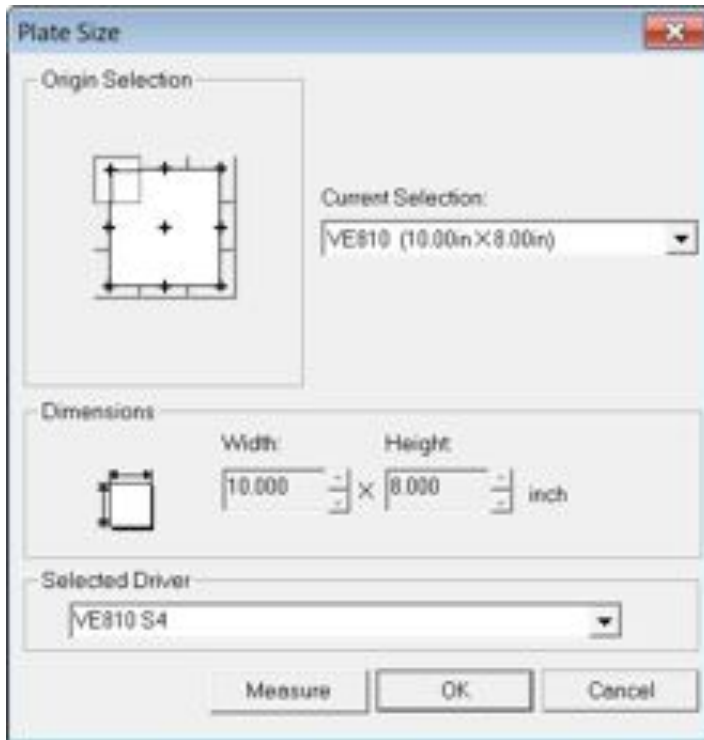 Plate Size
Origin Selection
Current Selection:
VE810 (10.00in×8.00in)
Dimensions
Width: Height:
10.000 × 8.000 inch
Selected Driver
VE810 S4
Measure OK Cancel